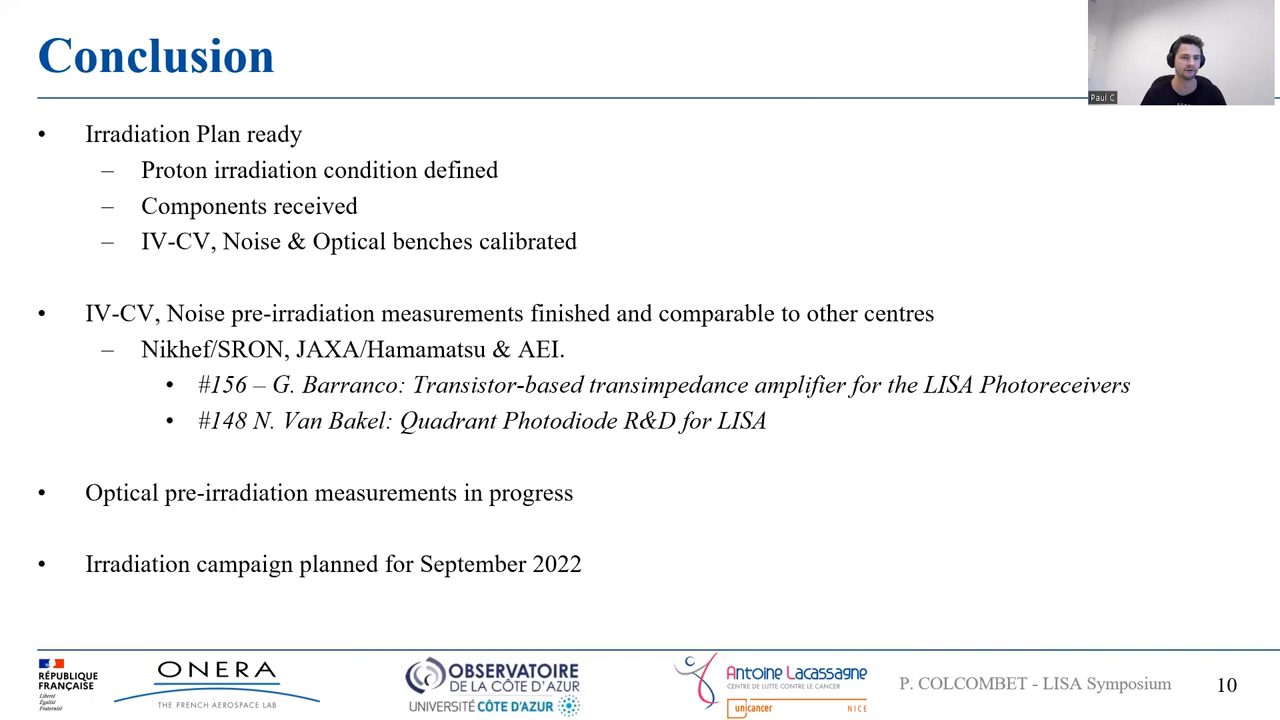 Conclusion
Paul C
• Irradiation Plan ready
– Proton irradiation condition defined
– Components received
– IV-CV, Noise & Optical benches calibrated
• IV-CV, Noise pre-irradiation measurements finished and comparable to other centres
– Nikhef/SRON, JAXA/Hamamatsu & AEI.
• #156 – G. Barranco: Transistor-based transimpedance amplifier for the LISA Photoreceivers
• #148 N. Van Bakel: Quadrant Photodiode R&D for LISA
• Optical pre-irradiation measurements in progress
• Irradiation campaign planned for September 2022
RÉPUBLIQUE
FRANÇAISE
Liberté
Égalité
Fraternité
ONERA
THE FRENCH AEROSPACE LAB
OBSERVATOIRE
DE LA CÔTE D'AZUR
UNIVERSITÉ CÔTE D'AZUR
Antoine Lacassagne
CENTRE DE LUTTE CONTRE LE CANCER
unicancer NICE
P. COLCOMBET - LISA Symposium
10